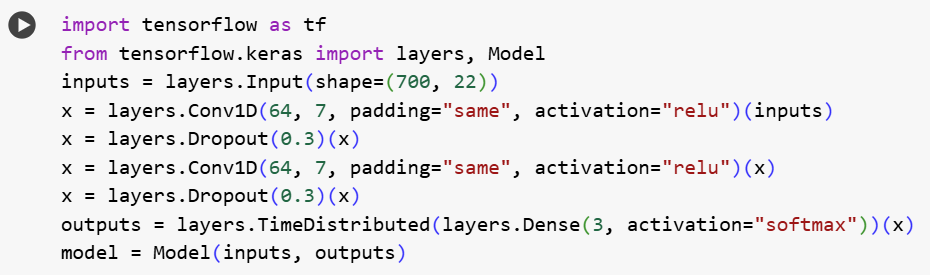 import tensorflow as tf
from tensorflow.keras import layers, Model
inputs = layers.Input(shape=(700, 22))
x = layers.Conv1D(64, 7, padding="same", activation="relu")(inputs)
x = layers.Dropout(0.3)(x)
x = layers.Conv1D(64, 7, padding="same", activation="relu")(x)
x = layers.Dropout(0.3)(x)
outputs = layers.TimeDistributed(layers.Dense(3, activation="softmax"))(x)
model = Model(inputs, outputs)